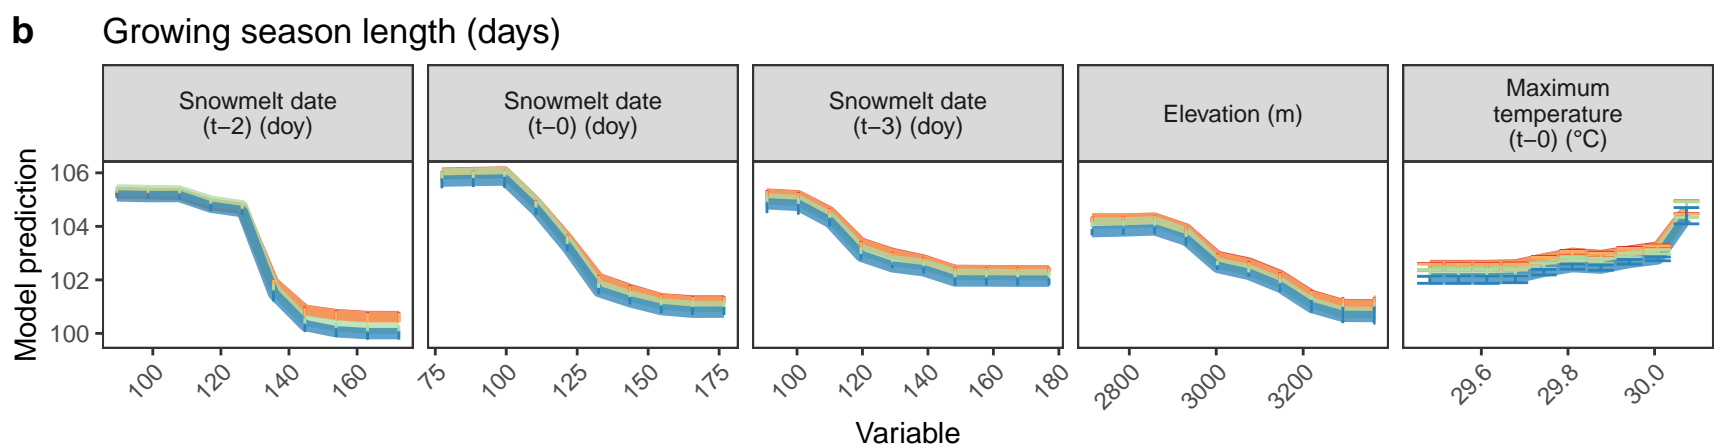 b Growing season length (days)
Snowmelt date
(t−2) (doy)
Snowmelt date
(t−0) (doy)
Snowmelt date
(t−3) (doy)
Elevation (m)
Maximum
temperature
(t−0) (°C)
Model prediction
106
104
102
100
100 120 140 160
75 100 125 150 175
100 120 140 160 180
2800 3000 3200
29.6 29.8 30.0
Variable